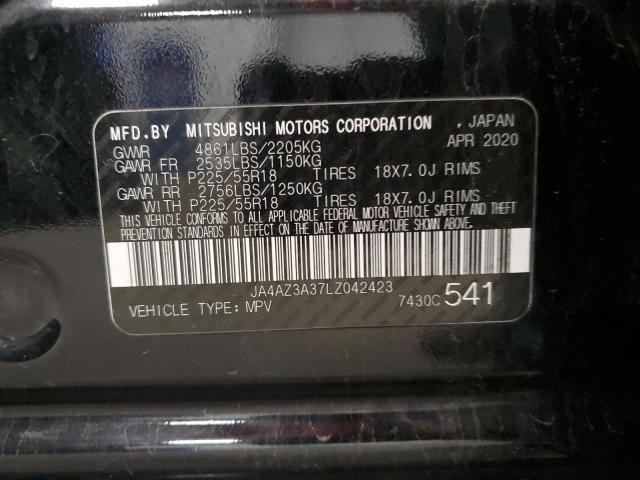 MFD.BY MITSUBISHI MOTORS CORPORATION , JAPAN
GVWR 4861LBS/2205KG APR 2020
GAWR FR 2535LBS/1150KG
WITH P225/55R18 TIRES 18X7.0J RIMS
GAWR RR 2756LBS/1250KG
WITH P225/55R18 TIRES 18X7.0J RIMS
THIS VEHICLE CONFORMS TO ALL APPLICABLE FEDERAL MOTOR VEHICLE SAFETY AND THEFT
PREVENTION STANDARDS IN EFFECT ON THE DATE OF MANUFACTURE SHOWN ABOVE.
JA4AZ3A37LZ042423
VEHICLE TYPE: MPV 7430C 541